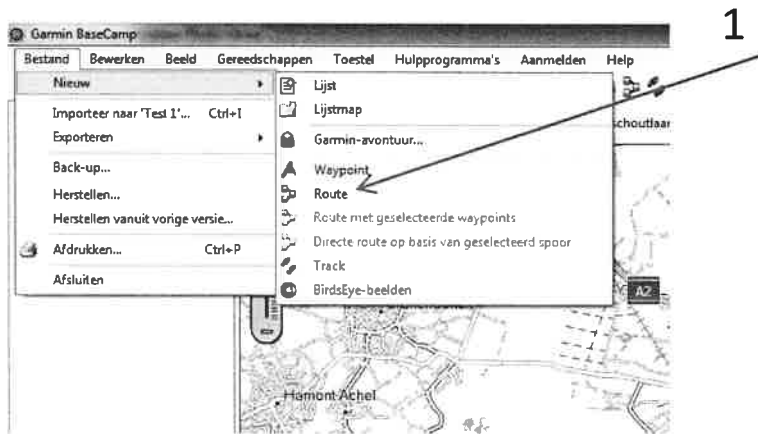 1
Garmin BaseCamp
Bestand Bewerken Beeld Gereedschappen Toestel Hulpprogramma's Aanmelden Help
Nieuw
Importeer naar 'Test 1'... Ctrl+I
Exporteren
Back-up...
Herstellen...
Herstellen vanuit vorige versie...
Afdrukken... Ctrl+P
Afsluiten
Lijst
Lijstmap
Garmin-avontuur...
Waypoint
Route
Route met geselecteerde waypoints
Directe route op basis van geselecteerd spoor
Track
BirdsEye-beelden
schoutlaar
A2
Hamont-Achel